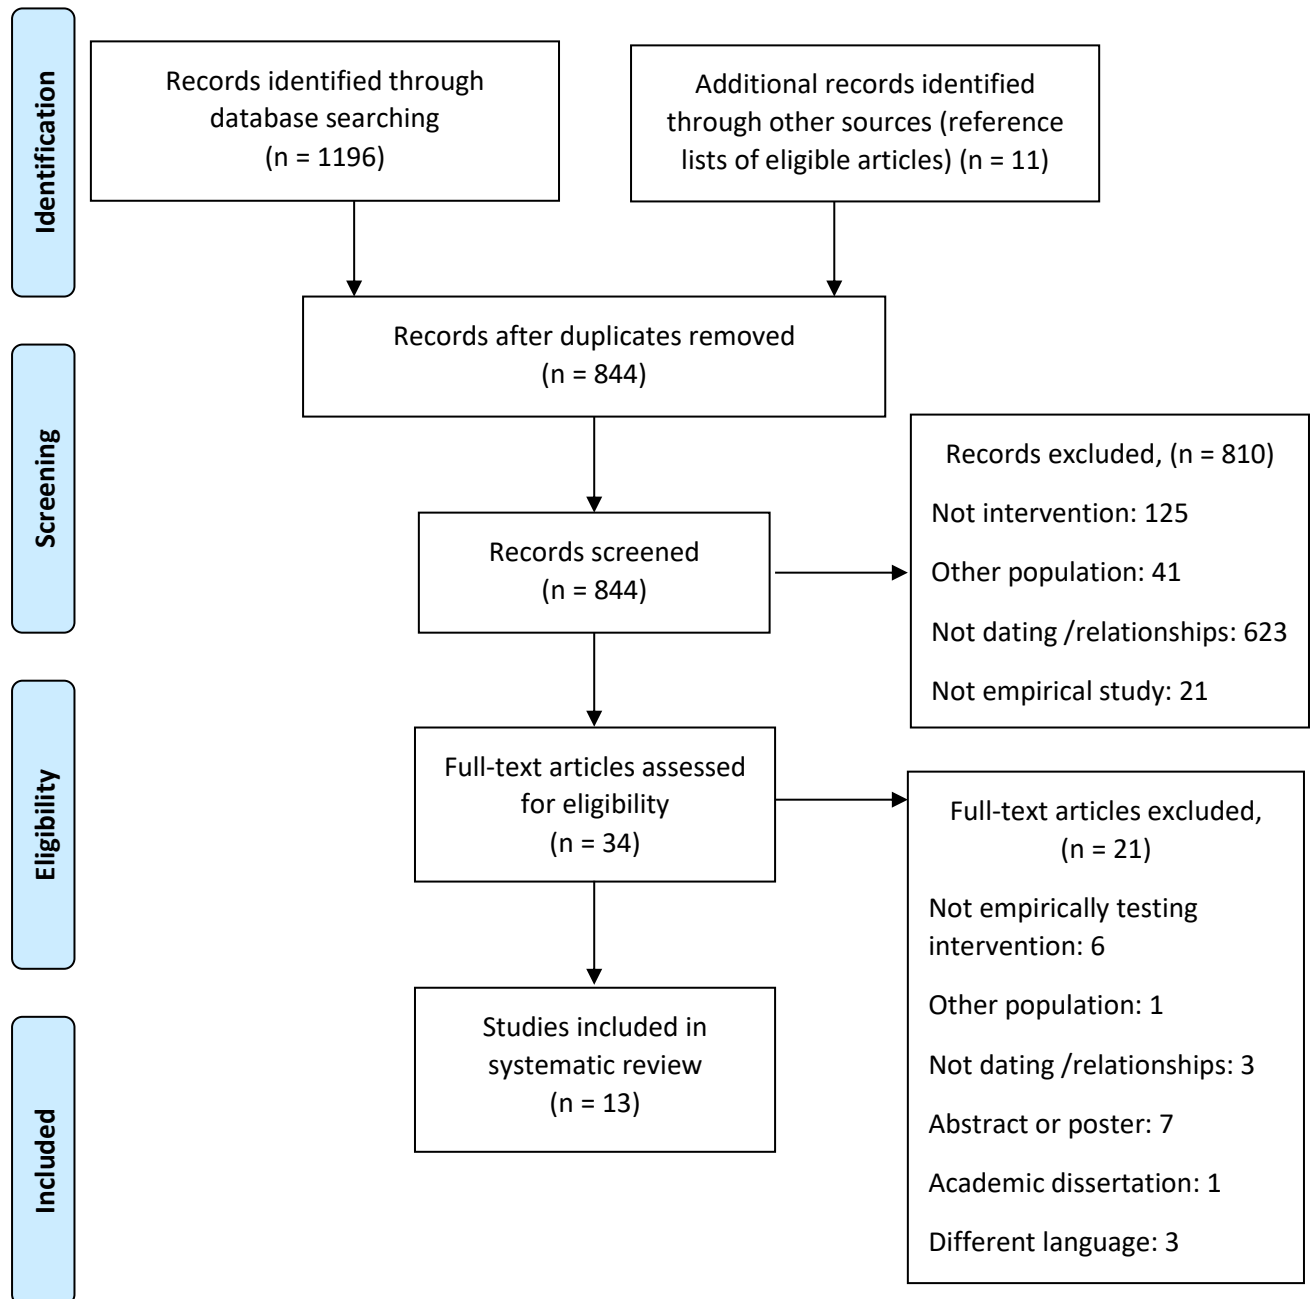 Identification
Records identified through
database searching
(n = 1196)
Additional records identified
through other sources (reference
lists of eligible articles) (n = 11)
Records after duplicates removed
(n = 844)
Screening
Records screened
(n = 844)
Records excluded, (n = 810)
Not intervention: 125
Other population: 41
Not dating /relationships: 623
Not empirical study: 21
Eligibility
Full-text articles assessed
for eligibility
(n = 34)
Full-text articles excluded,
(n = 21)
Not empirically testing
intervention: 6
Other population: 1
Not dating /relationships: 3
Abstract or poster: 7
Academic dissertation: 1
Different language: 3
Included
Studies included in
systematic review
(n = 13)